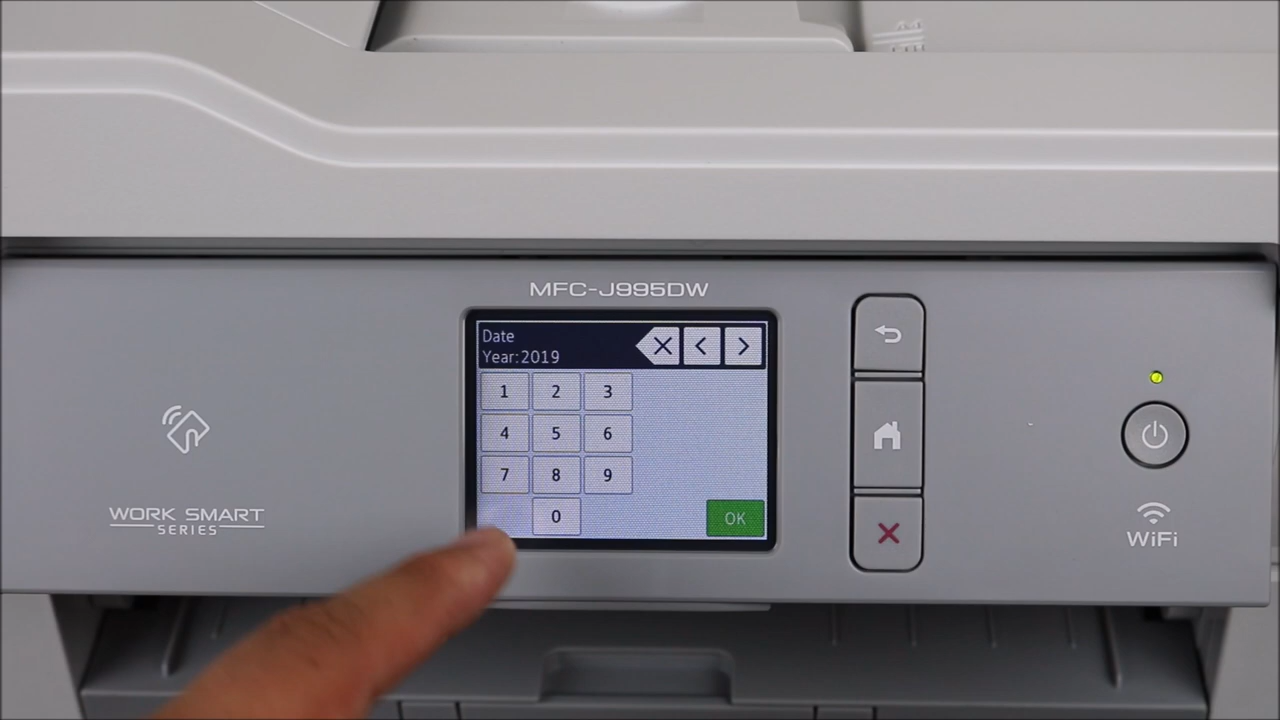 MFC-J995DW
Date
Year:2019
1 2 3
4 5 6
7 8 9
0
OK
WORK SMART
SERIES
WiFi